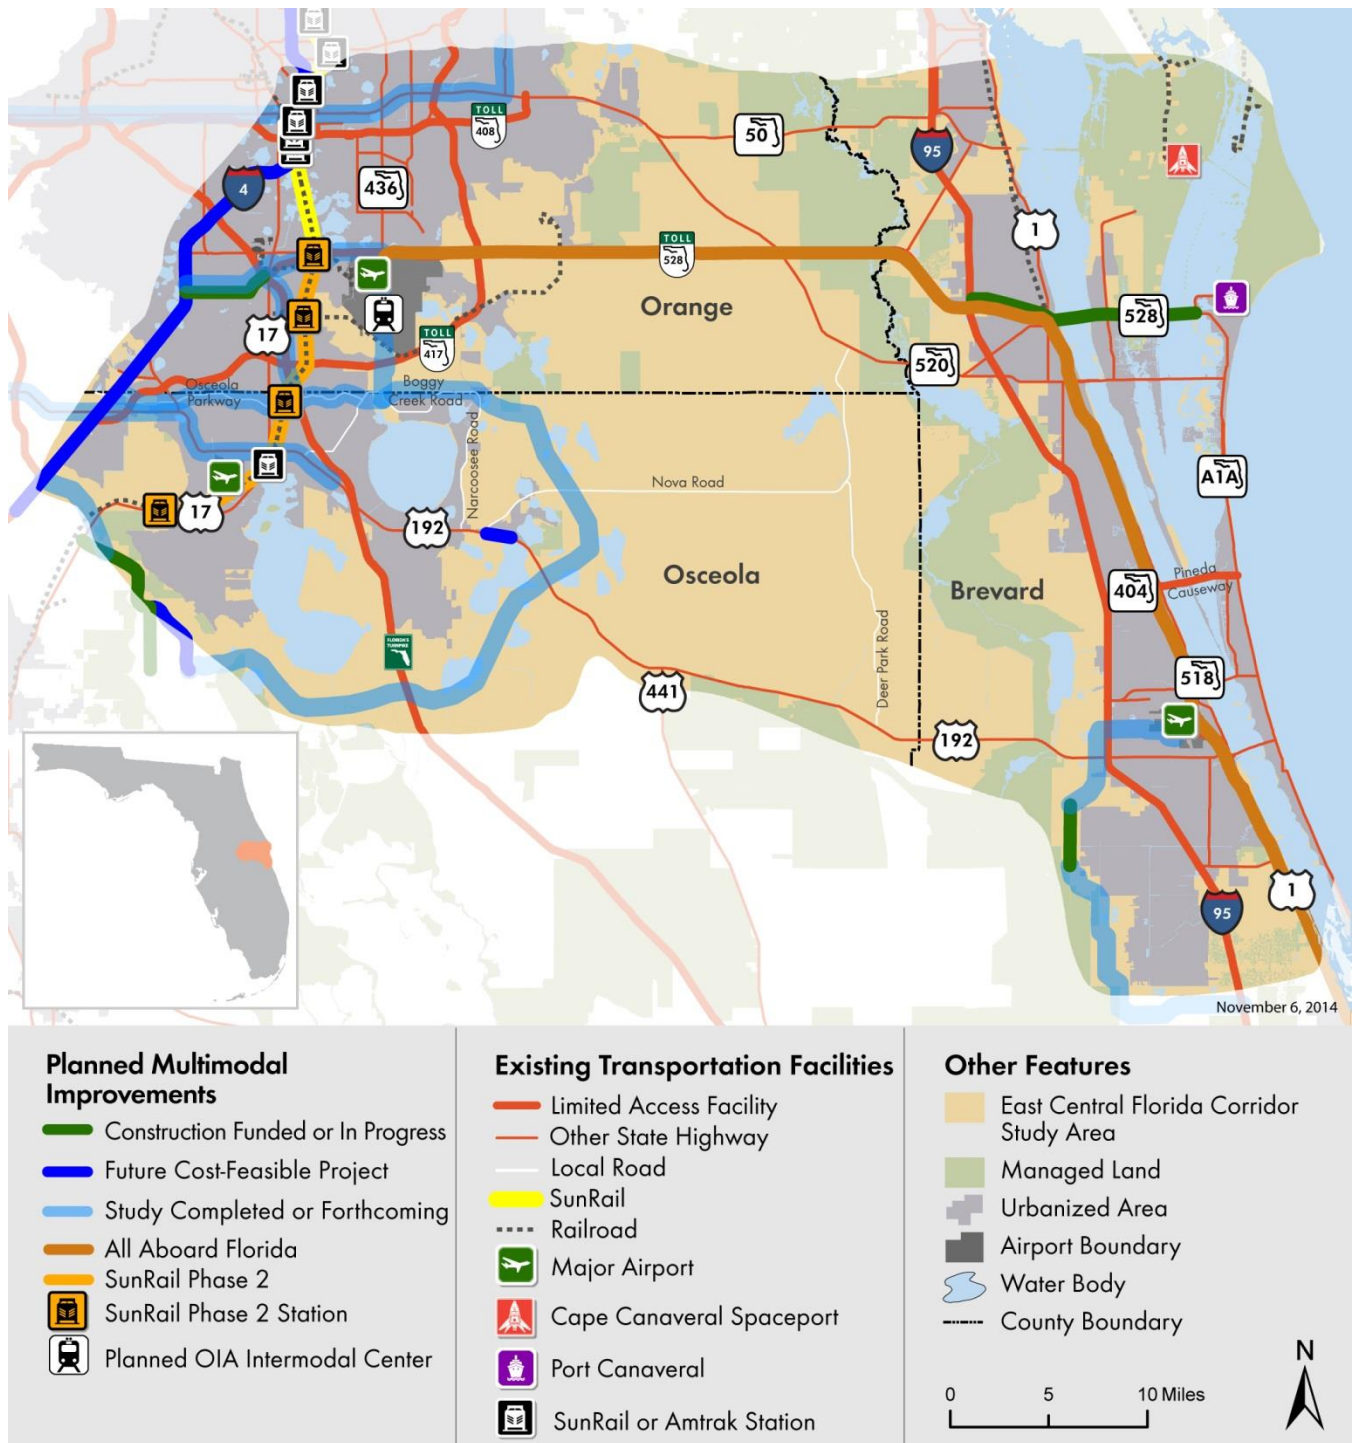 TOLL
408
50
95
4
436
1
TOLL
528
Orange
528
17
TOLL
417
520
Osceola
Parkway
Boggy
Creek Road
Narcoossee Road
A1A
Nova Road
17
192
Osceola
Brevard
404
Pineda
Causeway
FLORIDA'S
TURNPIKE
Deer Park Road
518
441
192
1
95
November 6, 2014
Planned Multimodal
Improvements
Construction Funded or In Progress
Future Cost-Feasible Project
Study Completed or Forthcoming
All Aboard Florida
SunRail Phase 2
SunRail Phase 2 Station
Planned OIA Intermodal Center
Existing Transportation Facilities
Limited Access Facility
Other State Highway
Local Road
SunRail
Railroad
Major Airport
Cape Canaveral Spaceport
Port Canaveral
SunRail or Amtrak Station
Other Features
East Central Florida Corridor
Study Area
Managed Land
Urbanized Area
Airport Boundary
Water Body
County Boundary
N
0 5 10 Miles